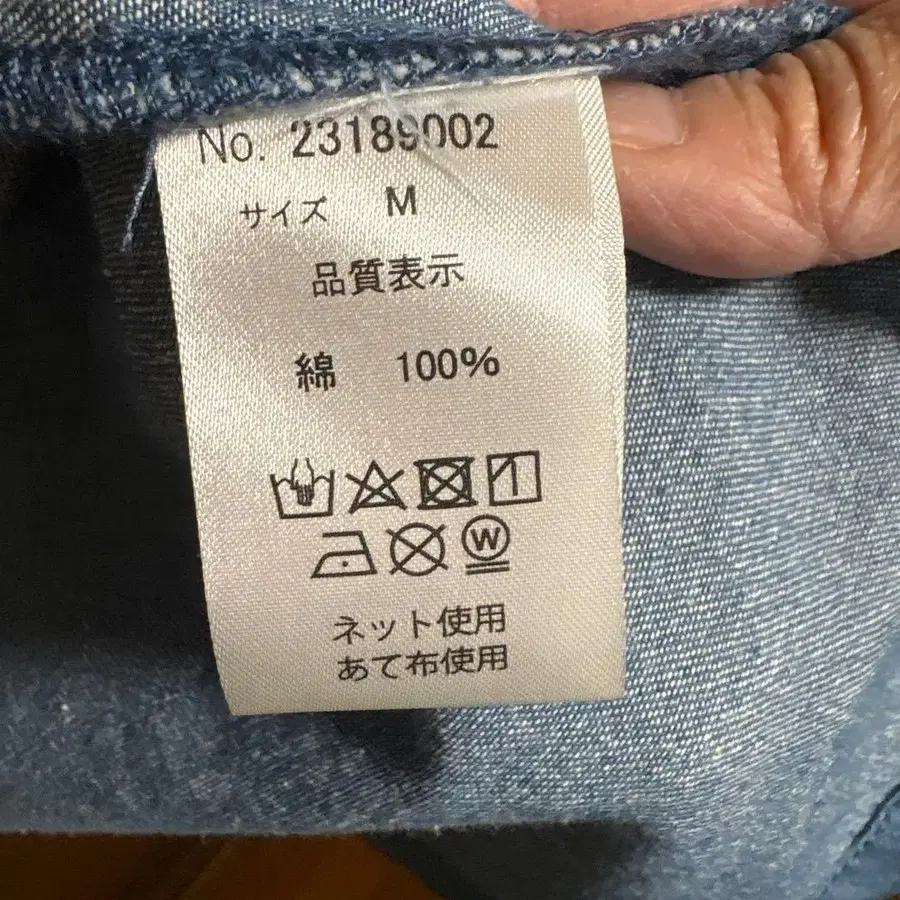 No. 23189002
サイズ M
品質表示
綿 100%
W
ネット使用
あて布使用